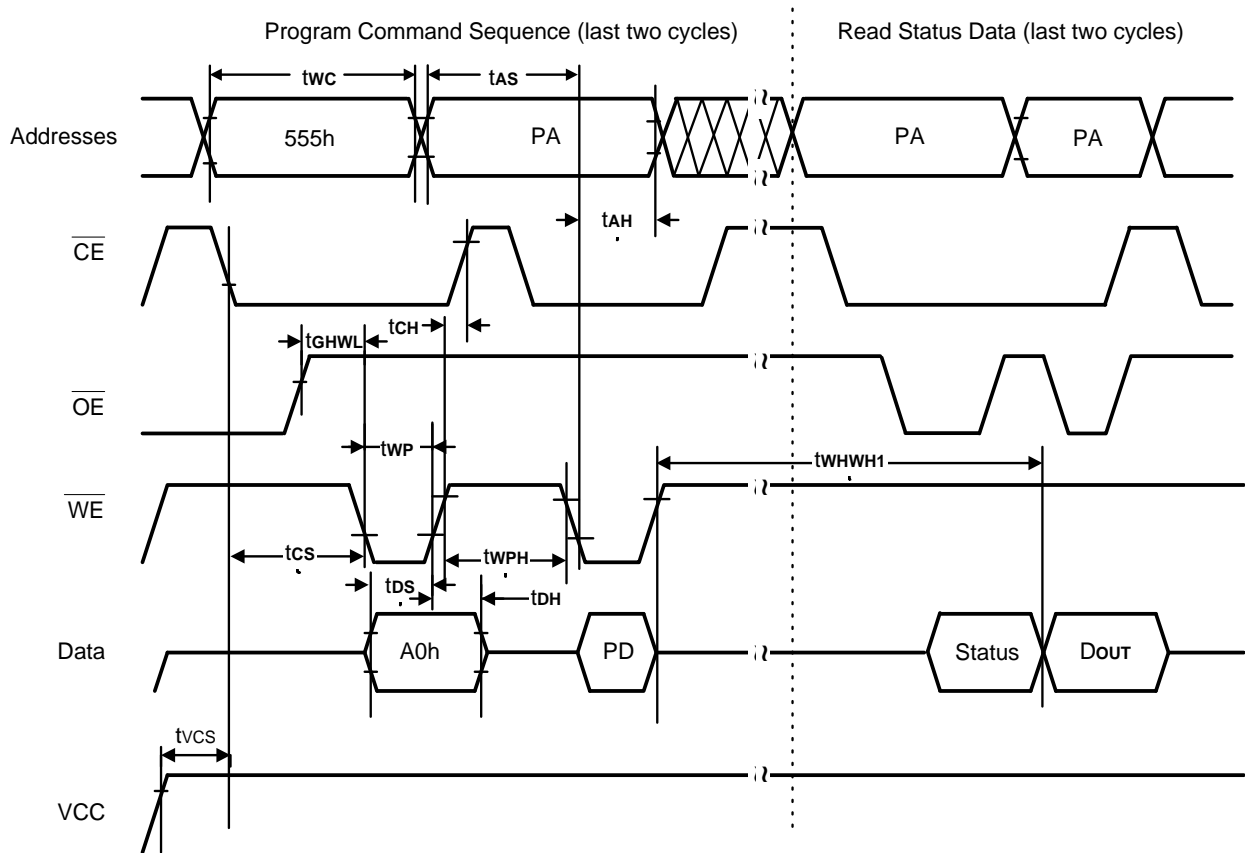 Program Command Sequence (last two cycles) Read Status Data (last two cycles)
tWC tAS
Addresses 555h PA PA PA
tAH
CE
tCH
tGHWL
OE
tWP
tWHWH1
WE
tCS tWPH
tDS tDH
Data A0h PD Status DOUT
tVCS
VCC